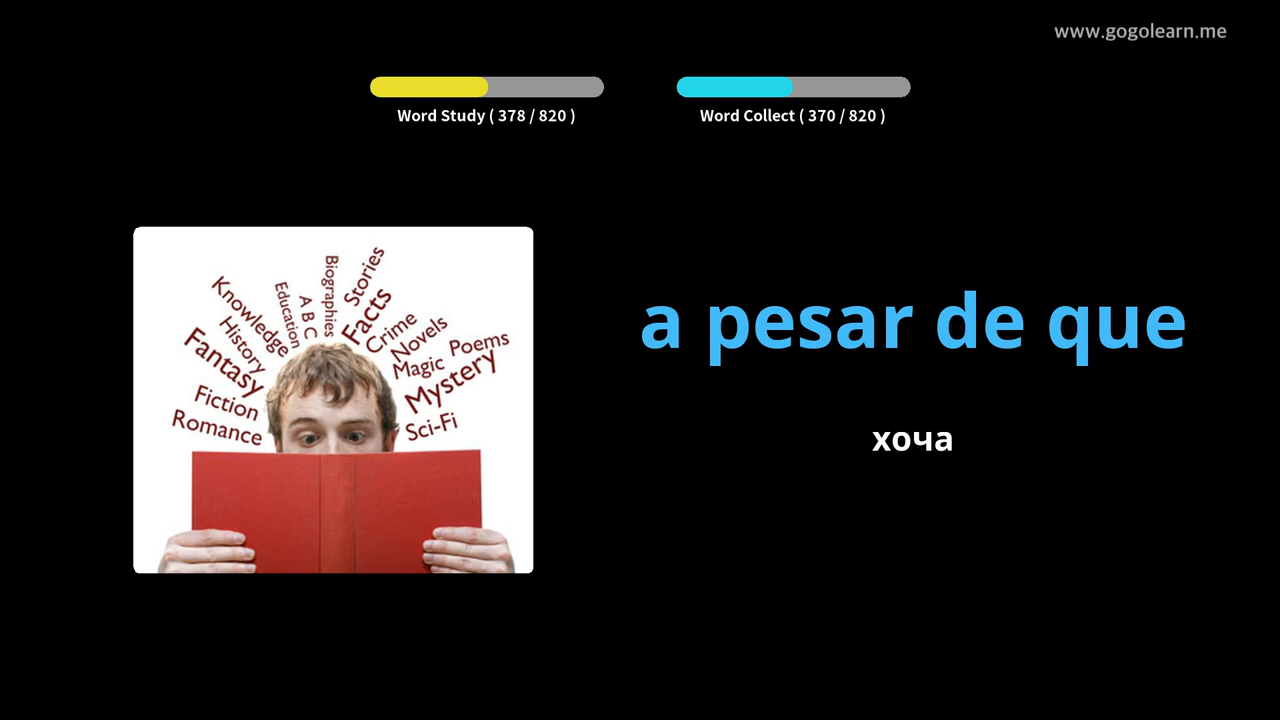 www.gogolearn.me
Word Study ( 378 / 820 )
Word Collect ( 370 / 820 )
Knowledge
Education
A B C
Biographies
Stories
Facts
Crime
Novels
Poems
Magic
Mystery
Sci-Fi
History
Fantasy
Fiction
Romance
a pesar de que
хоча